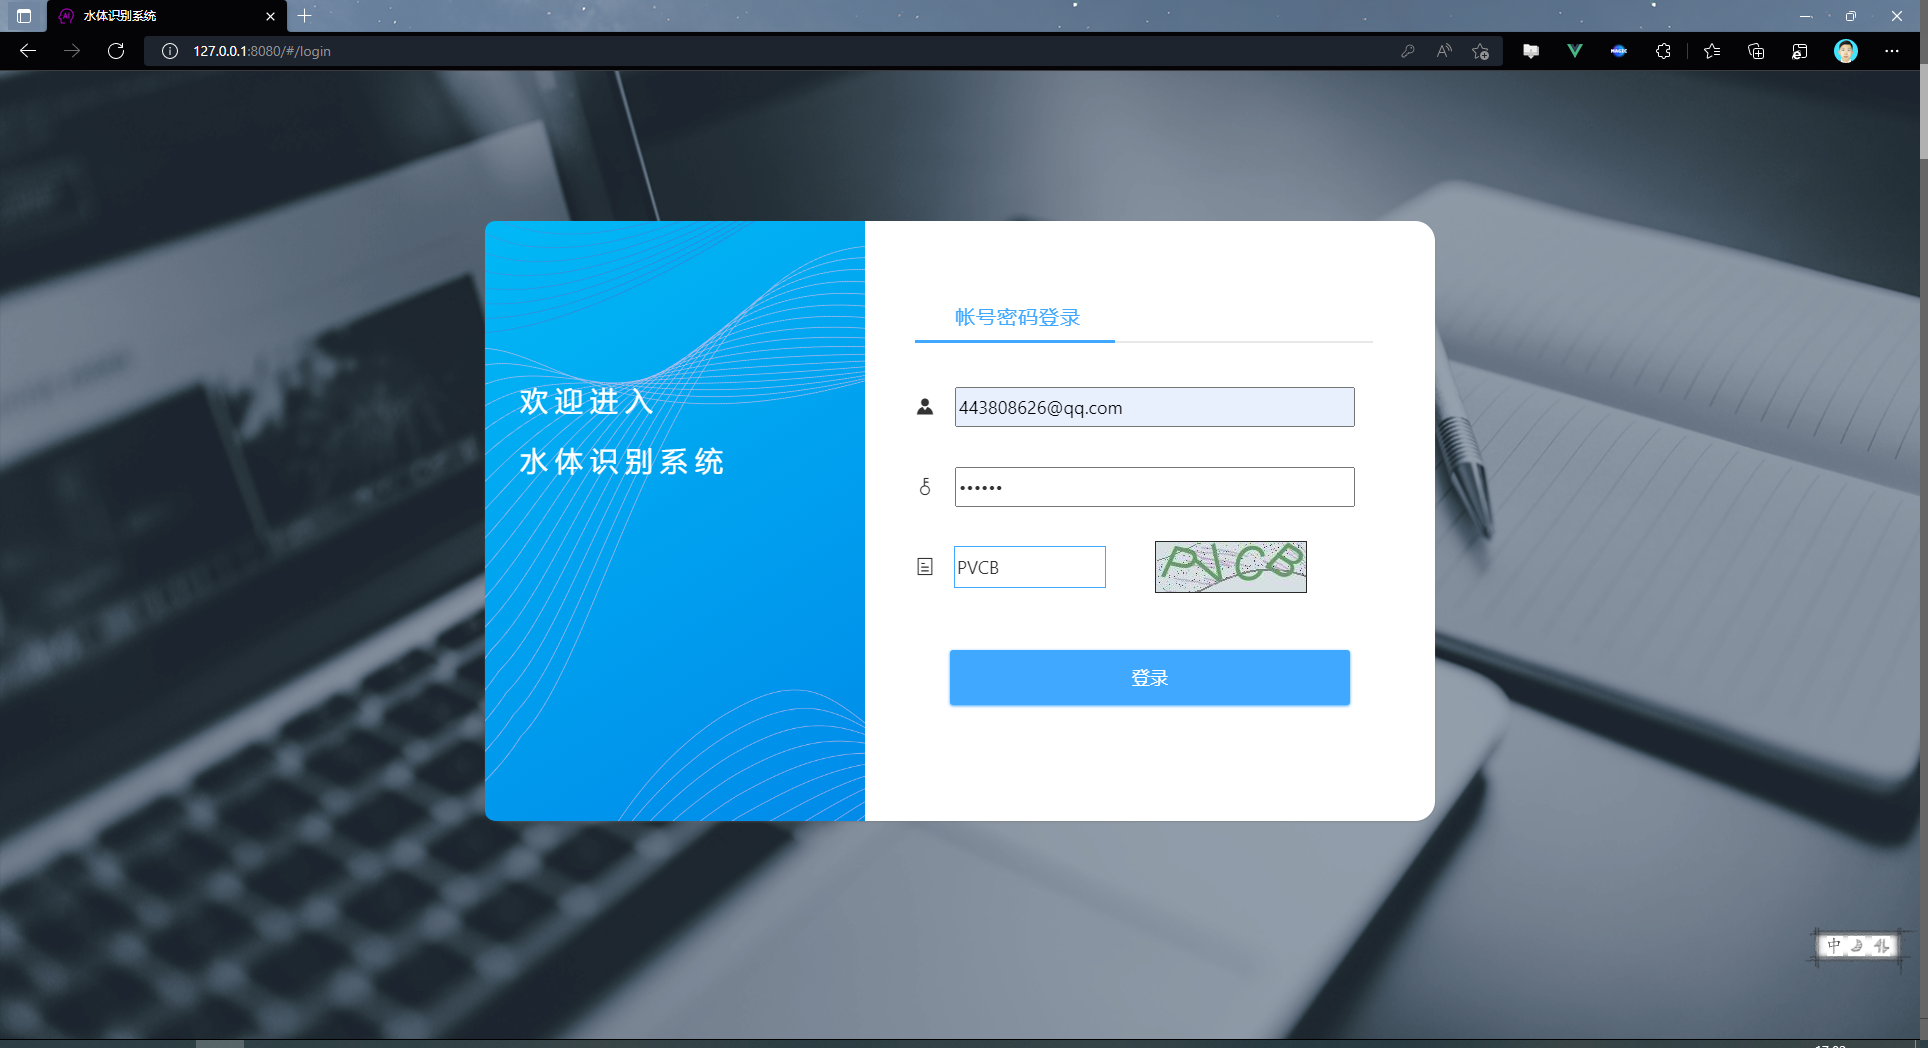 水体识别系统
127.0.0.1:8080/#/login
欢迎进入
水体识别系统
帐号密码登录
443808626@qq.com
••••••
PVCB
PVCB
登录
中